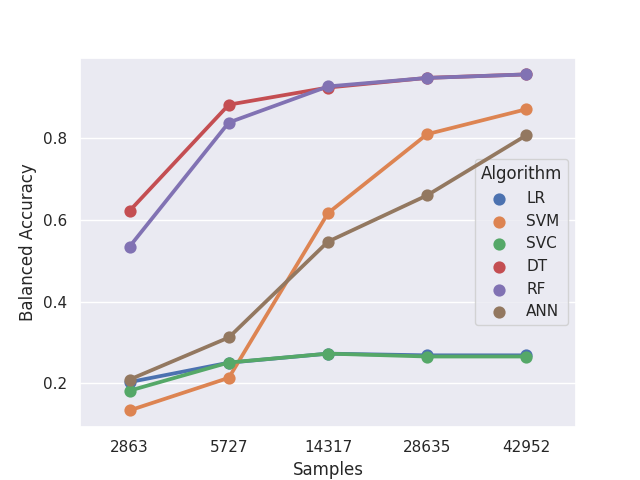 0.8
0.6
0.4
0.2
Balanced Accuracy
2863 5727 14317 28635 42952
Samples
Algorithm
LR
SVM
SVC
DT
RF
ANN